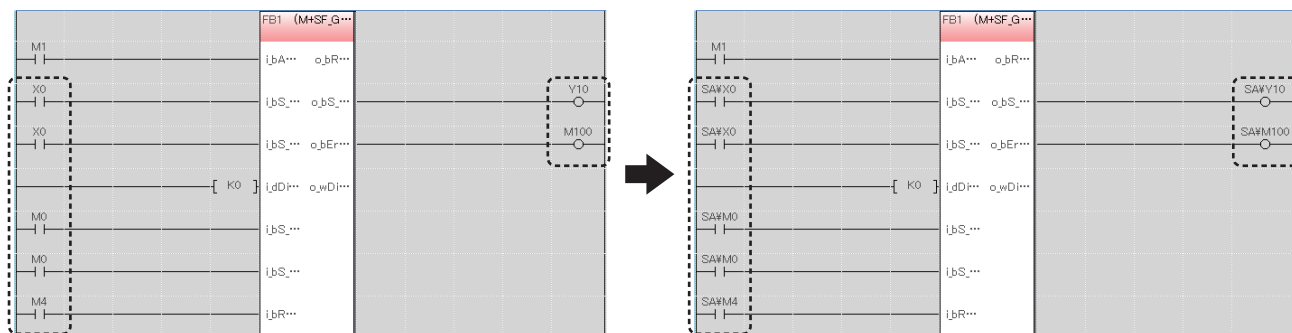 FB1 (M+SF_G…
M1
i_bA… o_bR…
X0
i_bS_… o_bS_…
Y10
X0
i_bS_… o_bEr…
M100
[ K0 ] i_dDi… o_wDi…
M0
i_bS_…
M0
i_bS_…
M4
i_bR…
FB1 (M+SF_G…
M1
i_bA… o_bR…
SA¥X0
i_bS_… o_bS_…
SA¥Y10
SA¥X0
i_bS_… o_bEr…
SA¥M100
[ K0 ] i_dDi… o_wDi…
SA¥M0
i_bS_…
SA¥M0
i_bS_…
SA¥M4
i_bR…